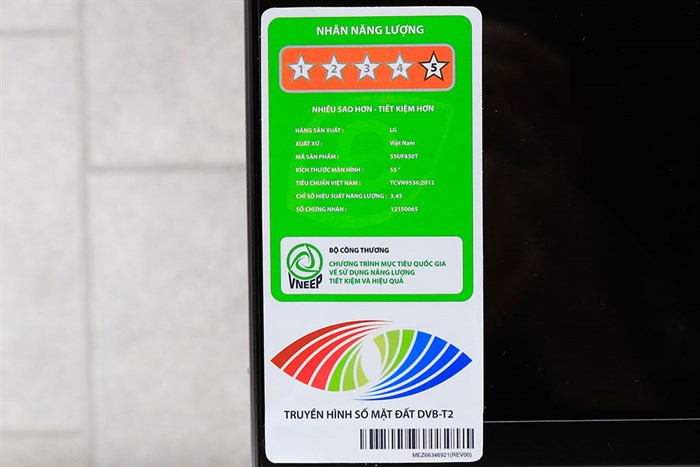 NHÃN NĂNG LƯỢNG
1 2 3 4 5
NHIỀU SAO HƠN - TIẾT KIỆM HƠN
HÃNG SẢN XUẤT : LG
XUẤT XỨ : Việt Nam
MÃ SẢN PHẨM : 55UF850T
KÍCH THƯỚC MÀN HÌNH : 55 "
TIÊU CHUẨN VIỆT NAM : TCVN9536:2012
CHỈ SỐ HIỆU SUẤT NĂNG LƯỢNG : 3,45
SỐ CHỨNG NHẬN : 12150065
VNEEP
BỘ CÔNG THƯƠNG
CHƯƠNG TRÌNH MỤC TIÊU QUỐC GIA
VỀ SỬ DỤNG NĂNG LƯỢNG
TIẾT KIỆM VÀ HIỆU QUẢ
TRUYỀN HÌNH SỐ MẶT ĐẤT DVB-T2
MEZ66346921(REV00)